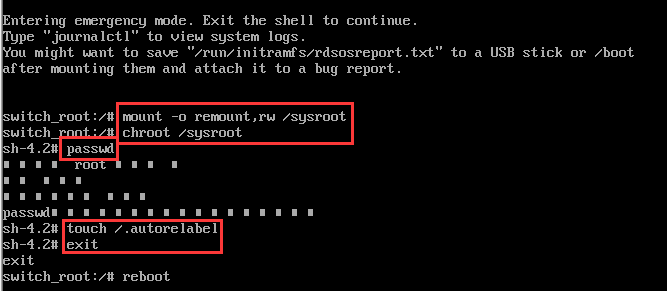 Entering emergency mode. Exit the shell to continue.
Type "journalctl" to view system logs.
You might want to save "/run/initramfs/rdsosreport.txt" to a USB stick or /boot
after mounting them and attach it to a bug report.
switch_root:/# mount -o remount,rw /sysroot
switch_root:/# chroot /sysroot
sh-4.2# passwd
root
passwd
sh-4.2# touch /.autorelabel
sh-4.2# exit
exit
switch_root:/# reboot